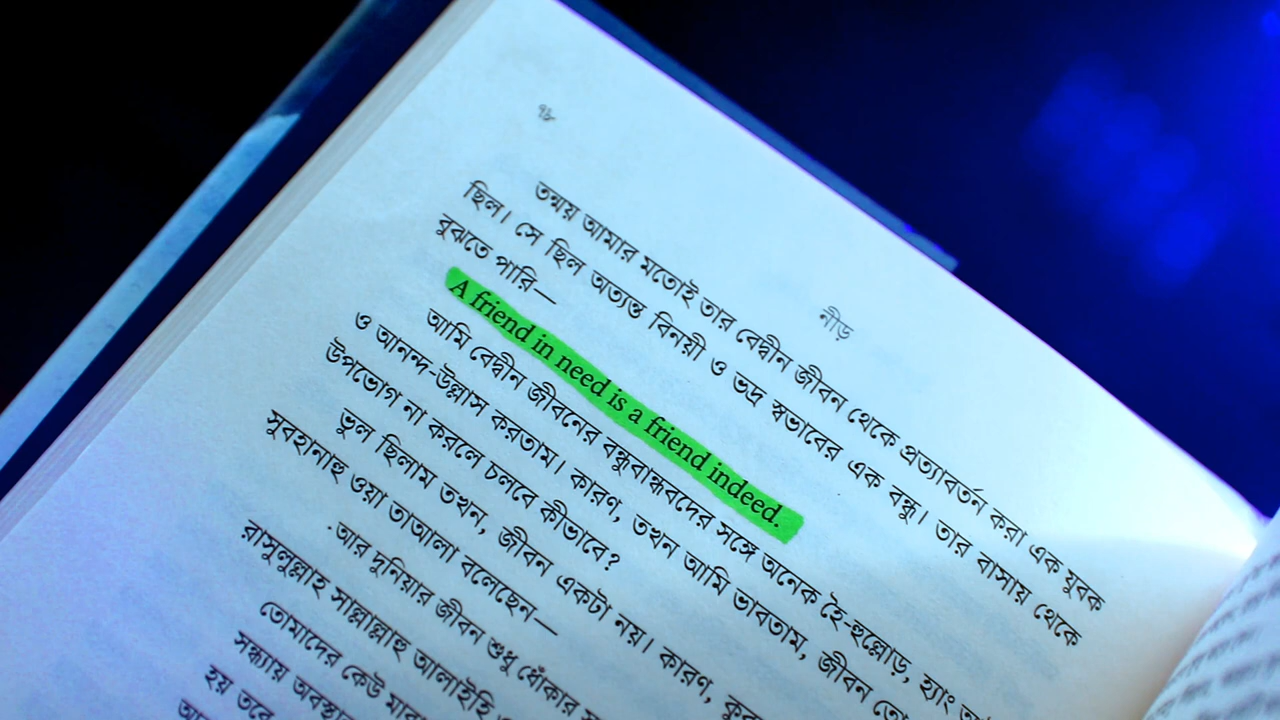 ৭৮
নীড়
তন্ময় আমার মতোই তার বেদ্বীন জীবন থেকে প্রত্যাবর্তন করা এক যুবক
ছিল। সে ছিল অত্যন্ত বিনয়ী ও ভদ্র স্বভাবের এক বন্ধু। তার বাসায় থেকে
বুঝতে পারি—
A friend in need is a friend indeed.
আমি বেদ্বীন জীবনের বন্ধুবান্ধবদের সঙ্গে অনেক হৈ-হুল্লোড়, হ্যাং
ও আনন্দ-উল্লাস করতাম। কারণ, তখন আমি ভাবতাম, জীবন
উপভোগ না করলে চলবে কীভাবে?
ভুল ছিলাম তখন, জীবন একটা নয়। কারণ,
সুবহানাহু ওয়া তাআলা বলেছেন—
আর দুনিয়ার জীবন শুধু ধোঁকার
রাসুলুল্লাহ সাল্লাল্লাহু আলাইহি
তোমাদের কেউ
সন্ধ্যায়
হয় তবে